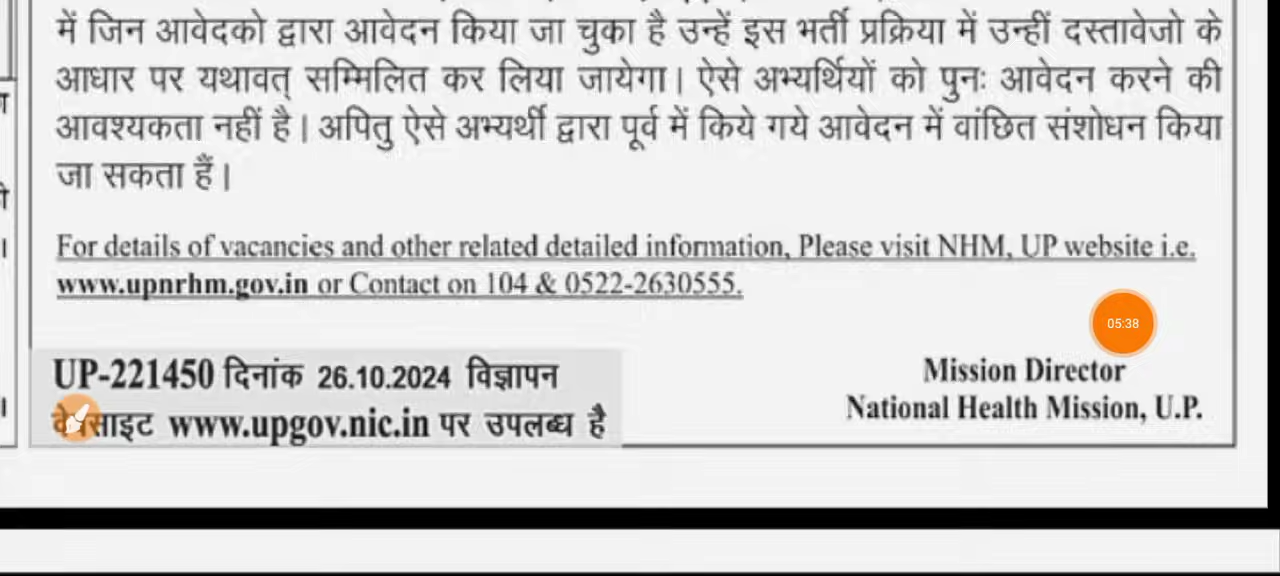 में जिन आवेदको द्वारा आवेदन किया जा चुका है उन्हें इस भर्ती प्रक्रिया में उन्हीं दस्तावेजो के
आधार पर यथावत् सम्मिलित कर लिया जायेगा। ऐसे अभ्यर्थियों को पुनः आवेदन करने की
आवश्यकता नहीं है। अपितु ऐसे अभ्यर्थी द्वारा पूर्व में किये गये आवेदन में वांछित संशोधन किया
जा सकता हैं।
For details of vacancies and other related detailed information, Please visit NHM, UP website i.e.
www.upnrhm.gov.in or Contact on 104 & 0522-2630555.
05:38
UP-221450 दिनांक 26.10.2024 विज्ञापन
www.upgov.nic.in पर उपलब्ध है
Mission Director
National Health Mission, U.P.